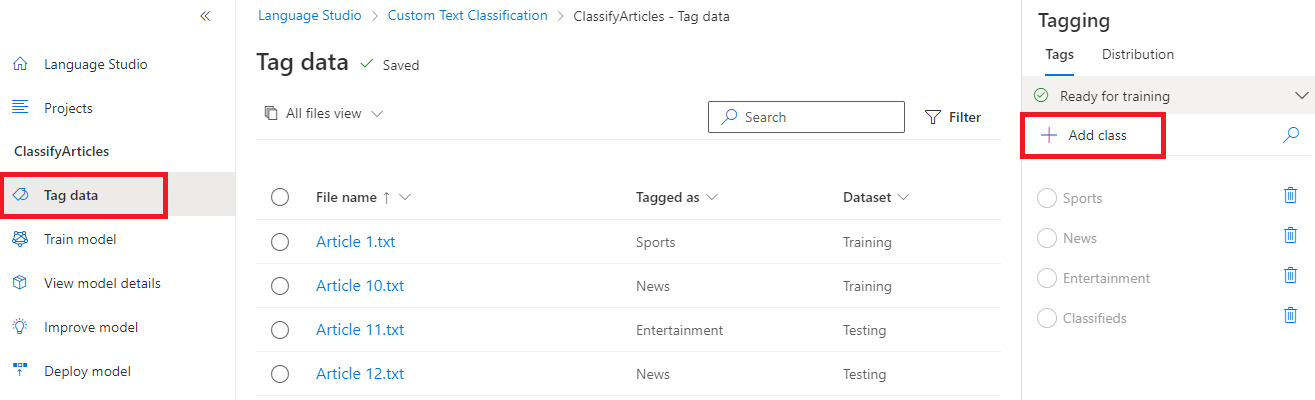 Language Studio
Projects
ClassifyArticles
Tag data
Train model
View model details
Improve model
Deploy model
Language Studio > Custom Text Classification > ClassifyArticles - Tag data
Tag data Saved
All files view
Search
Filter
File name Tagged as Dataset
Article 1.txt Sports Training
Article 10.txt News Training
Article 11.txt Entertainment Testing
Article 12.txt News Testing
Tagging
Tags Distribution
Ready for training
Add class
Sports
News
Entertainment
Classifieds